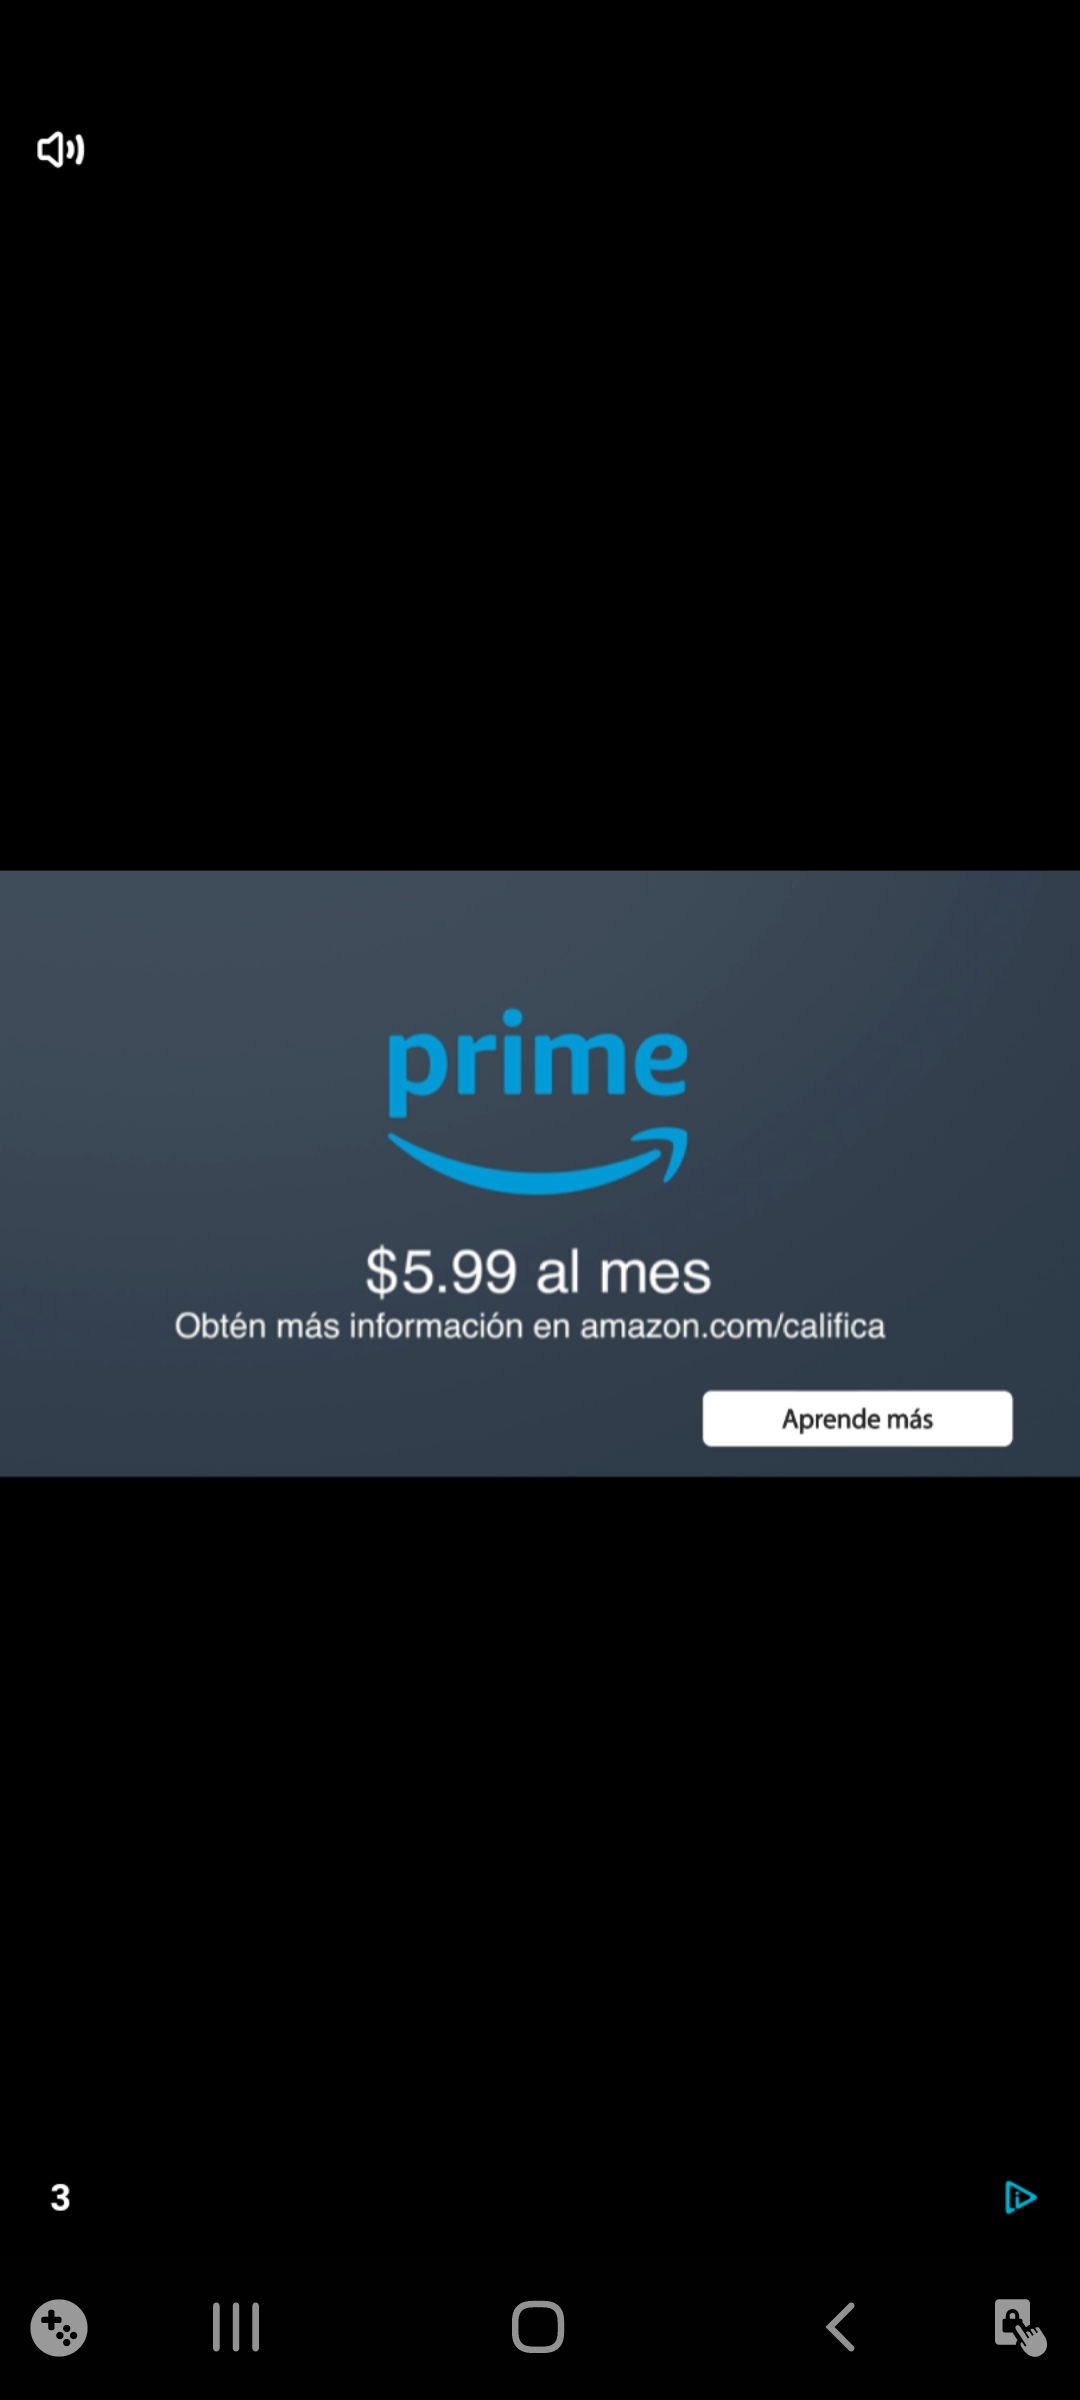 prime
$5.99 al mes
Obtén más información en amazon.com/califica
Aprende más
3